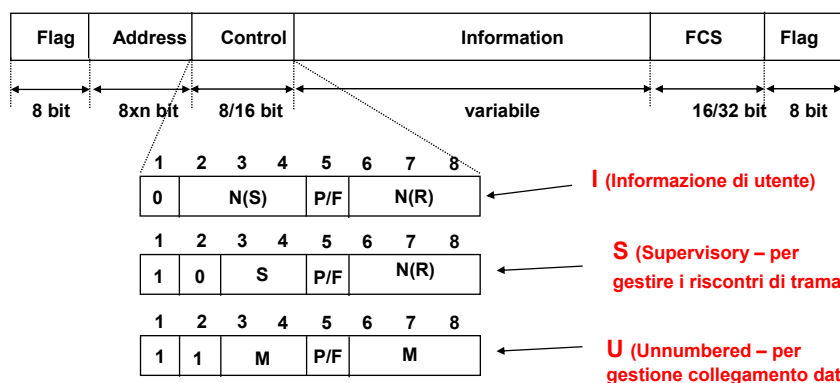 Flag Address Control Information FCS Flag
8 bit 8xn bit 8/16 bit variabile 16/32 bit 8 bit
1 2 3 4 5 6 7 8
0 N(S) P/F N(R)
I (Informazione di utente)
1 2 3 4 5 6 7 8
1 0 S P/F N(R)
S (Supervisory – per
gestire i riscontri di trama
1 2 3 4 5 6 7 8
1 1 M P/F M
U (Unnumbered – per
gestione collegamento dat